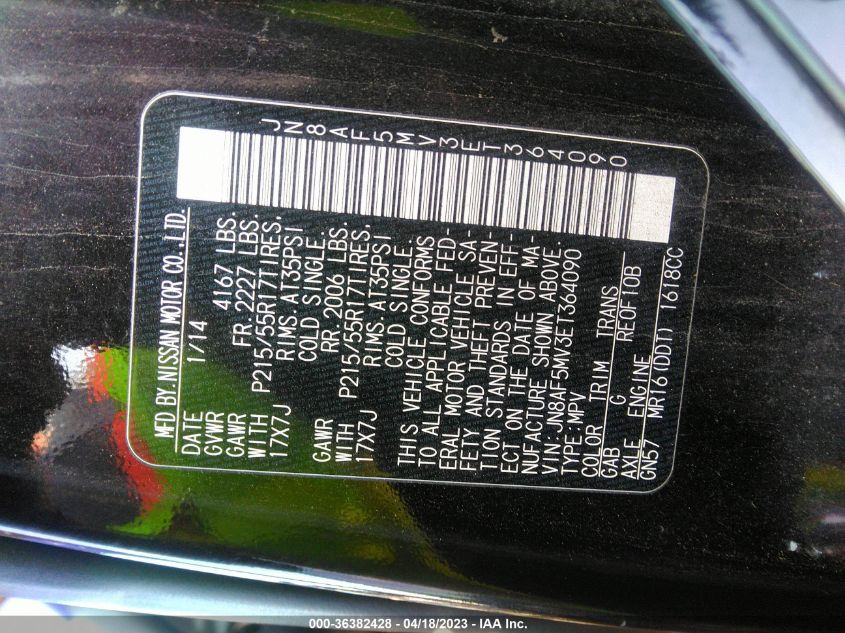 JN8AF5MV3ET364090
MFD BY.NISSAN MOTOR CO.,LTD.
DATE 1/14
GVWR 4167 LBS.
GAWR FR.2227 LBS.
WITH P215/55R17TIRES.
17X7J RIMS.AT35PSI
COLD SINGLE.
GAWR RR.2006 LBS.
WITH P215/55R17TIRES.
17X7J RIMS.AT35PSI
COLD SINGLE.
THIS VEHICLE CONFORMS
TO ALL APPLICABLE FED-
ERAL MOTOR VEHICLE SA-
FETY AND THEFT PREVEN-
TION STANDARDS IN EFF-
ECT ON THE DATE OF MA-
NUFACTURE SHOWN ABOVE.
VIN:JN8AF5MV3ET364090
TYPE:MPV
COLOR TRIM TRANS
GAB G RE0F10B
AXLE ENGINE
GN57 MR16(DDT) 1618CC
000-36382428 - 04/18/2023 - IAA Inc.